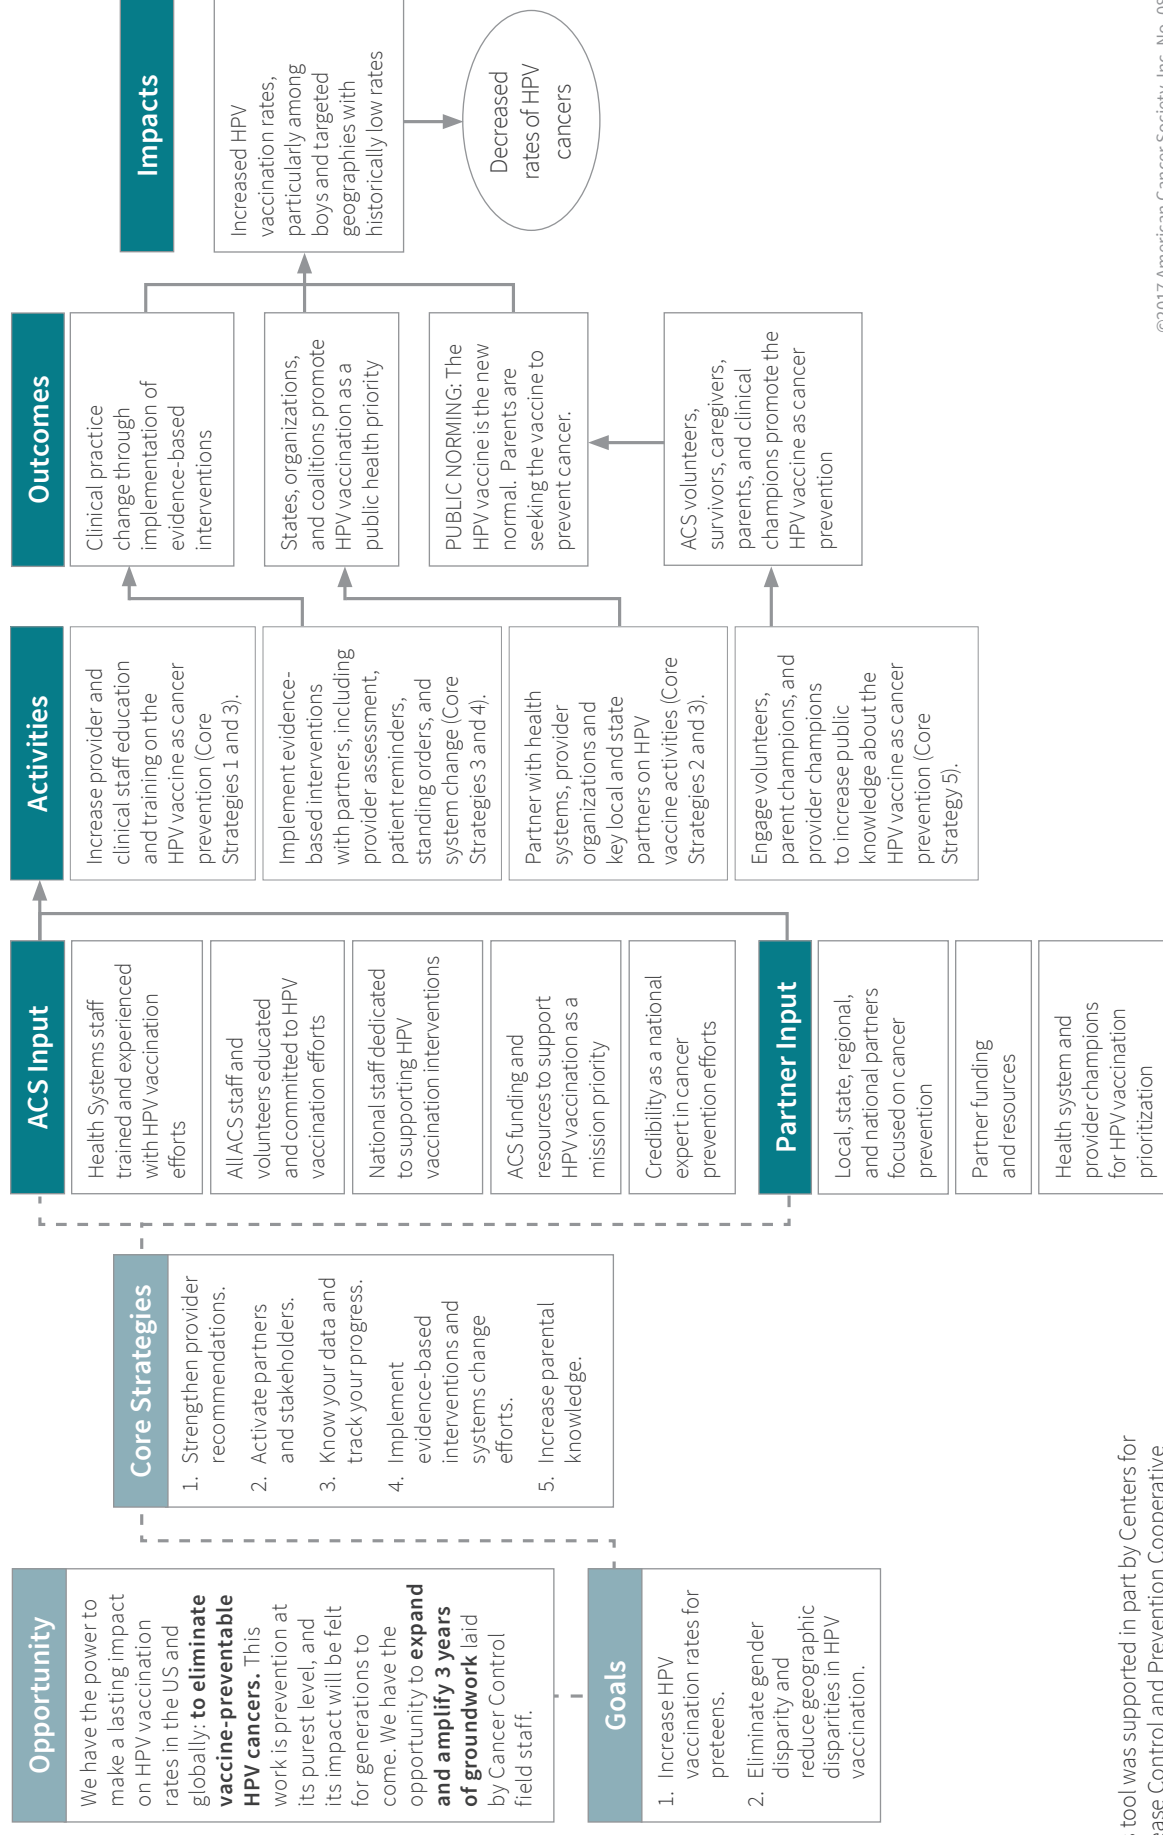 Opportunity
We have the power to
make a lasting impact
on HPV vaccination
rates in the US and
globally: to eliminate
vaccine-preventable
HPV cancers. This
work is prevention at
its purest level, and
its impact will be felt
for generations to
come. We have the
opportunity to expand
and amplify 3 years
of groundwork laid
by Cancer Control
field staff.
Goals
1. Increase HPV
vaccination rates for
preteens.
2. Eliminate gender
disparity and
reduce geographic
disparities in HPV
vaccination.
Core Strategies
1. Strengthen provider
recommendations.
2. Activate partners
and stakeholders.
3. Know your data and
track your progress.
4. Implement
evidence-based
interventions and
systems change
efforts.
5. Increase parental
knowledge.
ACS Input
Health Systems staff
trained and experienced
with HPV vaccination
efforts
All ACS staff and
volunteers educated
and committed to HPV
vaccination efforts
National staff dedicated
to supporting HPV
vaccination interventions
ACS funding and
resources to support
HPV vaccination as a
mission priority
Credibility as a national
expert in cancer
prevention efforts
Partner Input
Local, state, regional,
and national partners
focused on cancer
prevention
Partner funding
and resources
Health system and
provider champions
for HPV vaccination
prioritization
Activities
Increase provider and
clinical staff education
and training on the
HPV vaccine as cancer
prevention (Core
Strategies 1 and 3).
Implement evidence-
based interventions
with partners, including
provider assessment,
patient reminders,
standing orders, and
system change (Core
Strategies 3 and 4).
Partner with health
systems, provider
organizations and
key local and state
partners on HPV
vaccine activities (Core
Strategies 2 and 3).
Engage volunteers,
parent champions, and
provider champions
to increase public
knowledge about the
HPV vaccine as cancer
prevention (Core
Strategy 5).
Outcomes
Clinical practice
change through
implementation of
evidence-based
interventions
States, organizations,
and coalitions promote
HPV vaccination as a
public health priority
PUBLIC NORMING: The
HPV vaccine is the new
normal. Parents are
seeking the vaccine to
prevent cancer.
ACS volunteers,
survivors, caregivers,
parents, and clinical
champions promote the
HPV vaccine as cancer
prevention
Impacts
Increased HPV
vaccination rates,
particularly among
boys and targeted
geographies with
historically low rates
Decreased
rates of HPV
cancers
tool was supported in part by Centers for
ease Control and Prevention Cooperative
©2017 American Cancer Society, Inc. No.